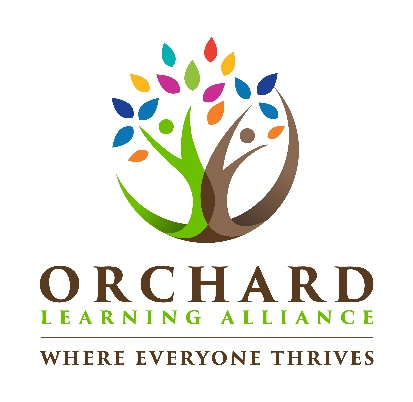 ORCHARD
LEARNING ALLIANCE
WHERE EVERYONE THRIVES